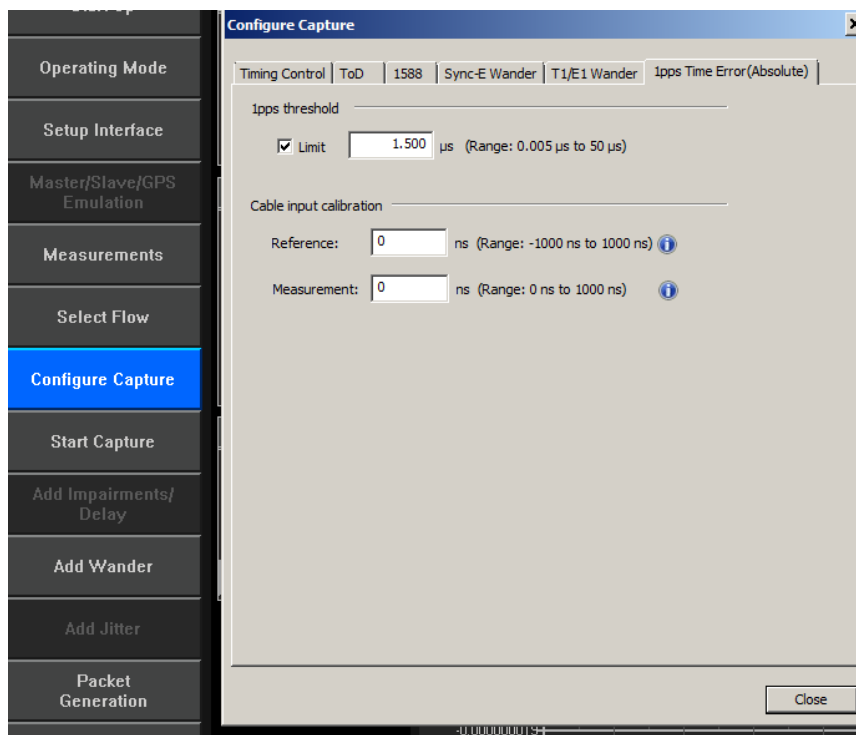 Configure Capture
Operating Mode
Setup Interface
Master/Slave/GPS
Emulation
Measurements
Select Flow
Configure Capture
Start Capture
Add Impairments/
Delay
Add Wander
Add Jitter
Packet
Generation
Timing Control
ToD
1588
Sync-E Wander
T1/E1 Wander
1pps Time Error(Absolute)
1pps threshold
Limit 1.500 µs (Range: 0.005 µs to 50 µs)
Cable input calibration
Reference: 0 ns (Range: -1000 ns to 1000 ns)
Measurement: 0 ns (Range: 0 ns to 1000 ns)
Close